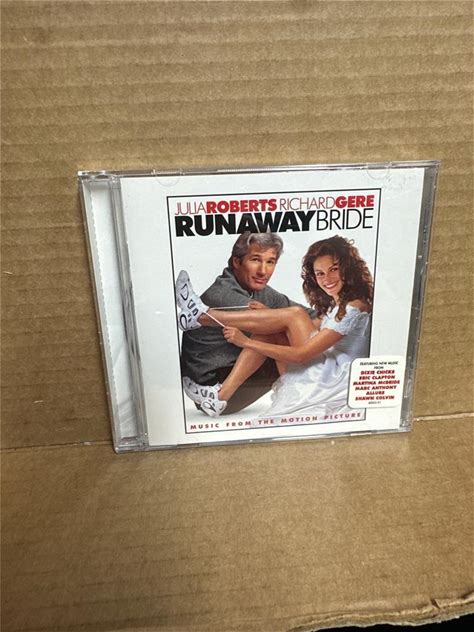 JULIA ROBERTS RICHARD GERE
RUNAWAY BRIDE
FEATURING NEW MUSIC
FROM
DIXIE CHICKS
ERIC CLAPTON
MARTINA McBRIDE
MARC ANTHONY
ALLURE
SHAWN COLVIN
MUSIC FROM THE MOTION PICTURE